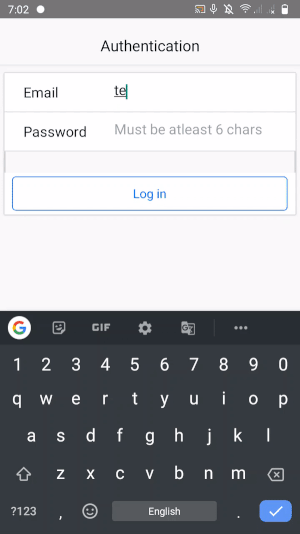 7:02
Authentication
Email te
Password Must be atleast 6 chars
Log in
G GIF
1 2 3 4 5 6 7 8 9 0
q w e r t y u i o p
a s d f g h j k l
z x c v b n m
?123 , English .